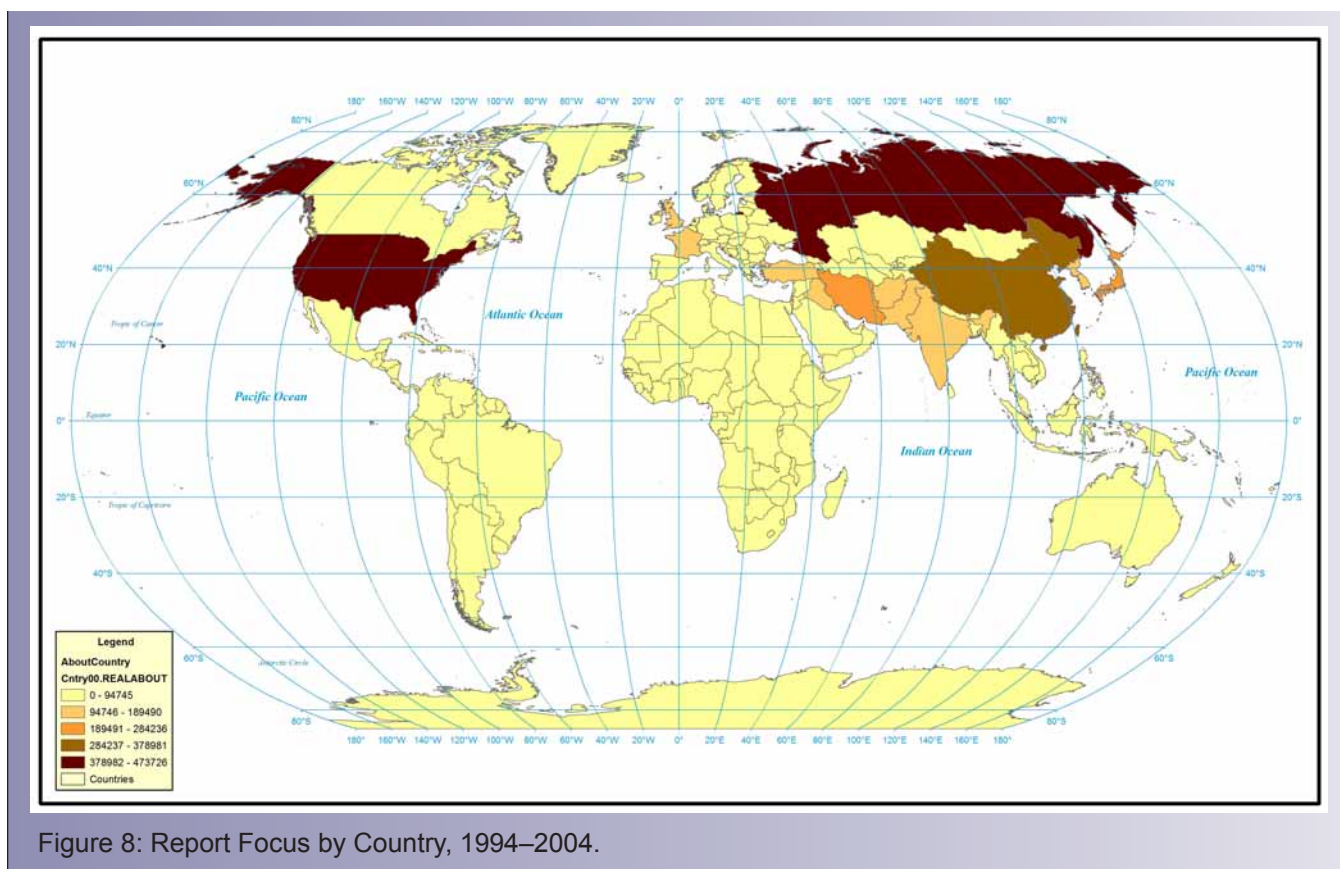 180° 160°W 140°W 120°W 100°W 80°W 60°W 40°W 20°W 0° 20°E 40°E 60°E 80°E 100°E 120°E 140°E 160°E 180°
80°N 80°N
60°N 60°N
40°N 40°N
Atlantic Ocean
Tropic of Cancer
20°N 20°N
Pacific Ocean
Pacific Ocean
Equator
0° 0°
Indian Ocean
20°S 20°S
Tropic of Capricorn
40°S 40°S
60°S 60°S
Antarctic Circle
80°S 80°S
180° 160°W 140°W 120°W 100°W 80°W 60°W 40°W 20°W 0° 20°E 40°E 60°E 80°E 100°E 120°E 140°E 160°E 180°
Legend
AboutCountry
Cntry00.REALABOUT
0 - 94745
94746 - 189490
189491 - 284236
284237 - 378981
378982 - 473726
Countries
Figure 8: Report Focus by Country, 1994–2004.